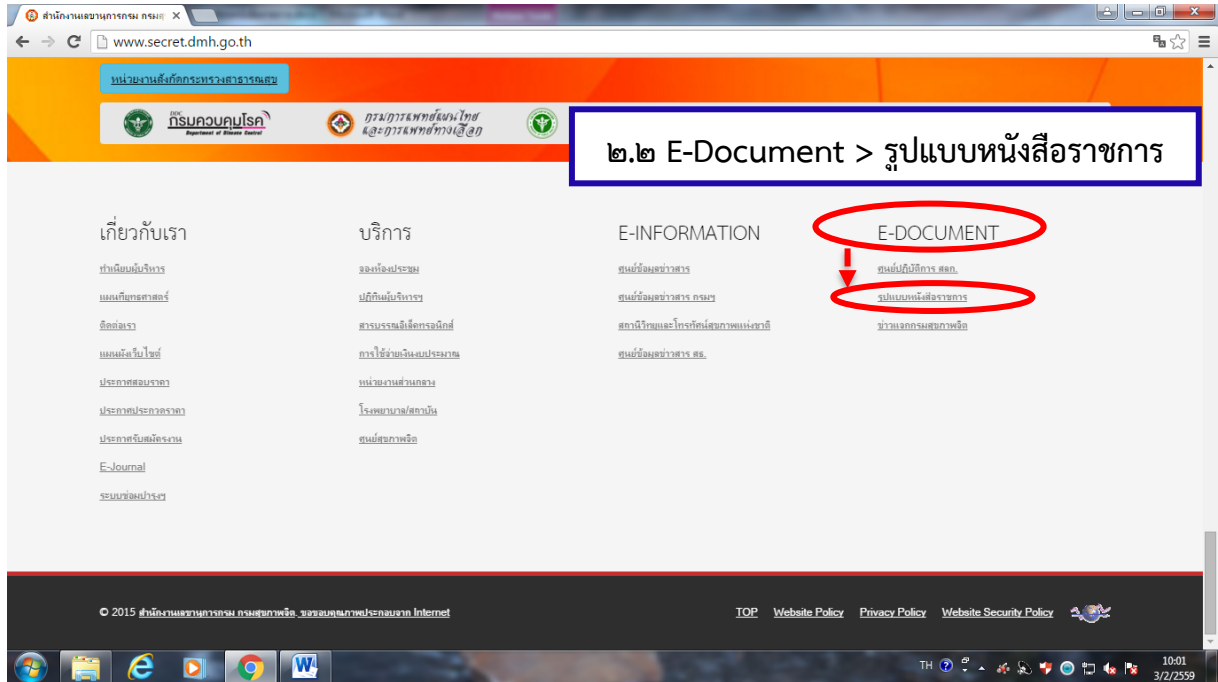 สำนักงานเลขานุการกรม กรมสุ
www.secret.dmh.go.th
หน่วยงานสังกัดกระทรวงสาธารณสุข
DDC
กรมควบคุมโรค
Department of Disease Control
กรมการแพทย์แผนไทย
และการแพทย์ทางเลือก
๒.๒ E-Document > รูปแบบหนังสือราชการ
เกี่ยวกับเรา
ทำเนียบผู้บริหาร
แผนที่ยุทธศาสตร์
ติดต่อเรา
แผนผังเว็บไซต์
ประกาศสอบราคา
ประกาศประกวดราคา
ประกาศรับสมัครงาน
E-Journal
ระบบซ่อมบำรุงฯ
บริการ
จองห้องประชุม
ปฏิทินผู้บริหารฯ
สารบรรณอิเล็คทรอนิกส์
การใช้จ่ายเงินงบประมาณ
หน่วยงานส่วนกลาง
โรงพยาบาล/สถาบัน
ศูนย์สุขภาพจิต
E-INFORMATION
ศูนย์ข้อมูลข่าวสาร
ศูนย์ข้อมูลข่าวสาร กรมฯ
สถานีวิทยุและโทรทัศน์สุขภาพแห่งชาติ
ศูนย์ข้อมูลข่าวสาร สธ.
E-DOCUMENT
ศูนย์ปฏิบัติการ สลก.
รูปแบบหนังสือราชการ
ข่าวแจกกรมสุขภาพจิต
© 2015 สำนักงานเลขานุการกรม กรมสุขภาพจิต. ขอขอบคุณภาพประกอบจาก Internet
TOP Website Policy Privacy Policy Website Security Policy
TH
10:01
3/2/2559